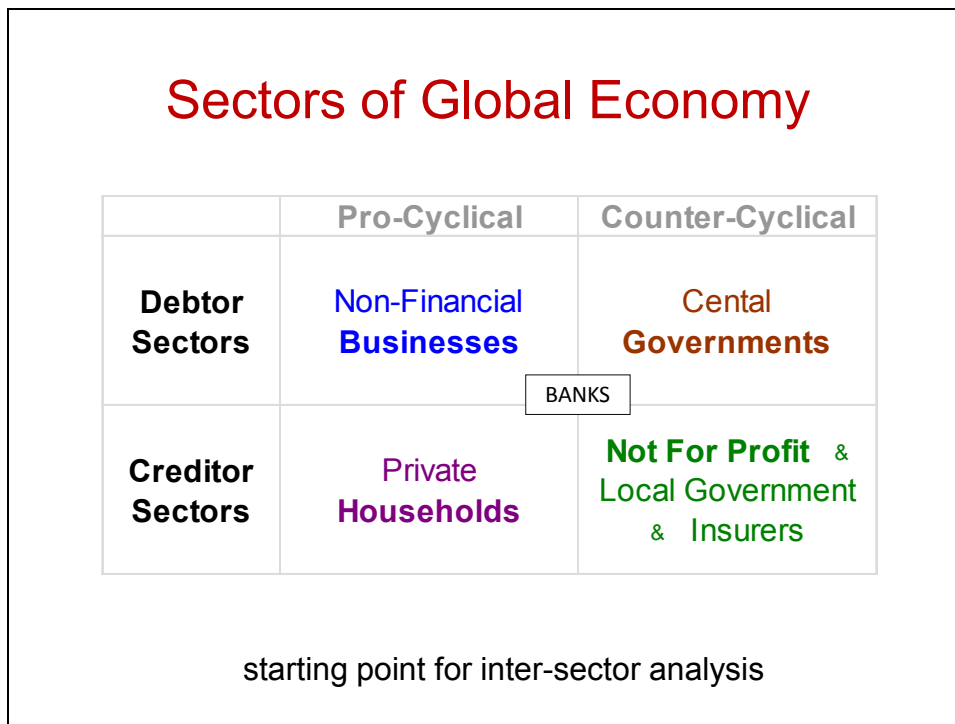 Sectors of Global Economy
Pro-Cyclical Counter-Cyclical
Debtor
Sectors
Non-Financial
Businesses
Cental
Governments
BANKS
Creditor
Sectors
Private
Households
Not For Profit &
Local Government
& Insurers
starting point for inter-sector analysis